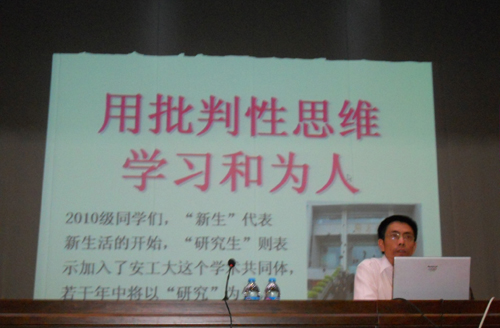 用批判性思维
学习和为人
2010级同学们，“新生”代表
新生活的开始，“研究生”则表
示加入了安工大这个学术共同体，
若干年中将以“研究”为